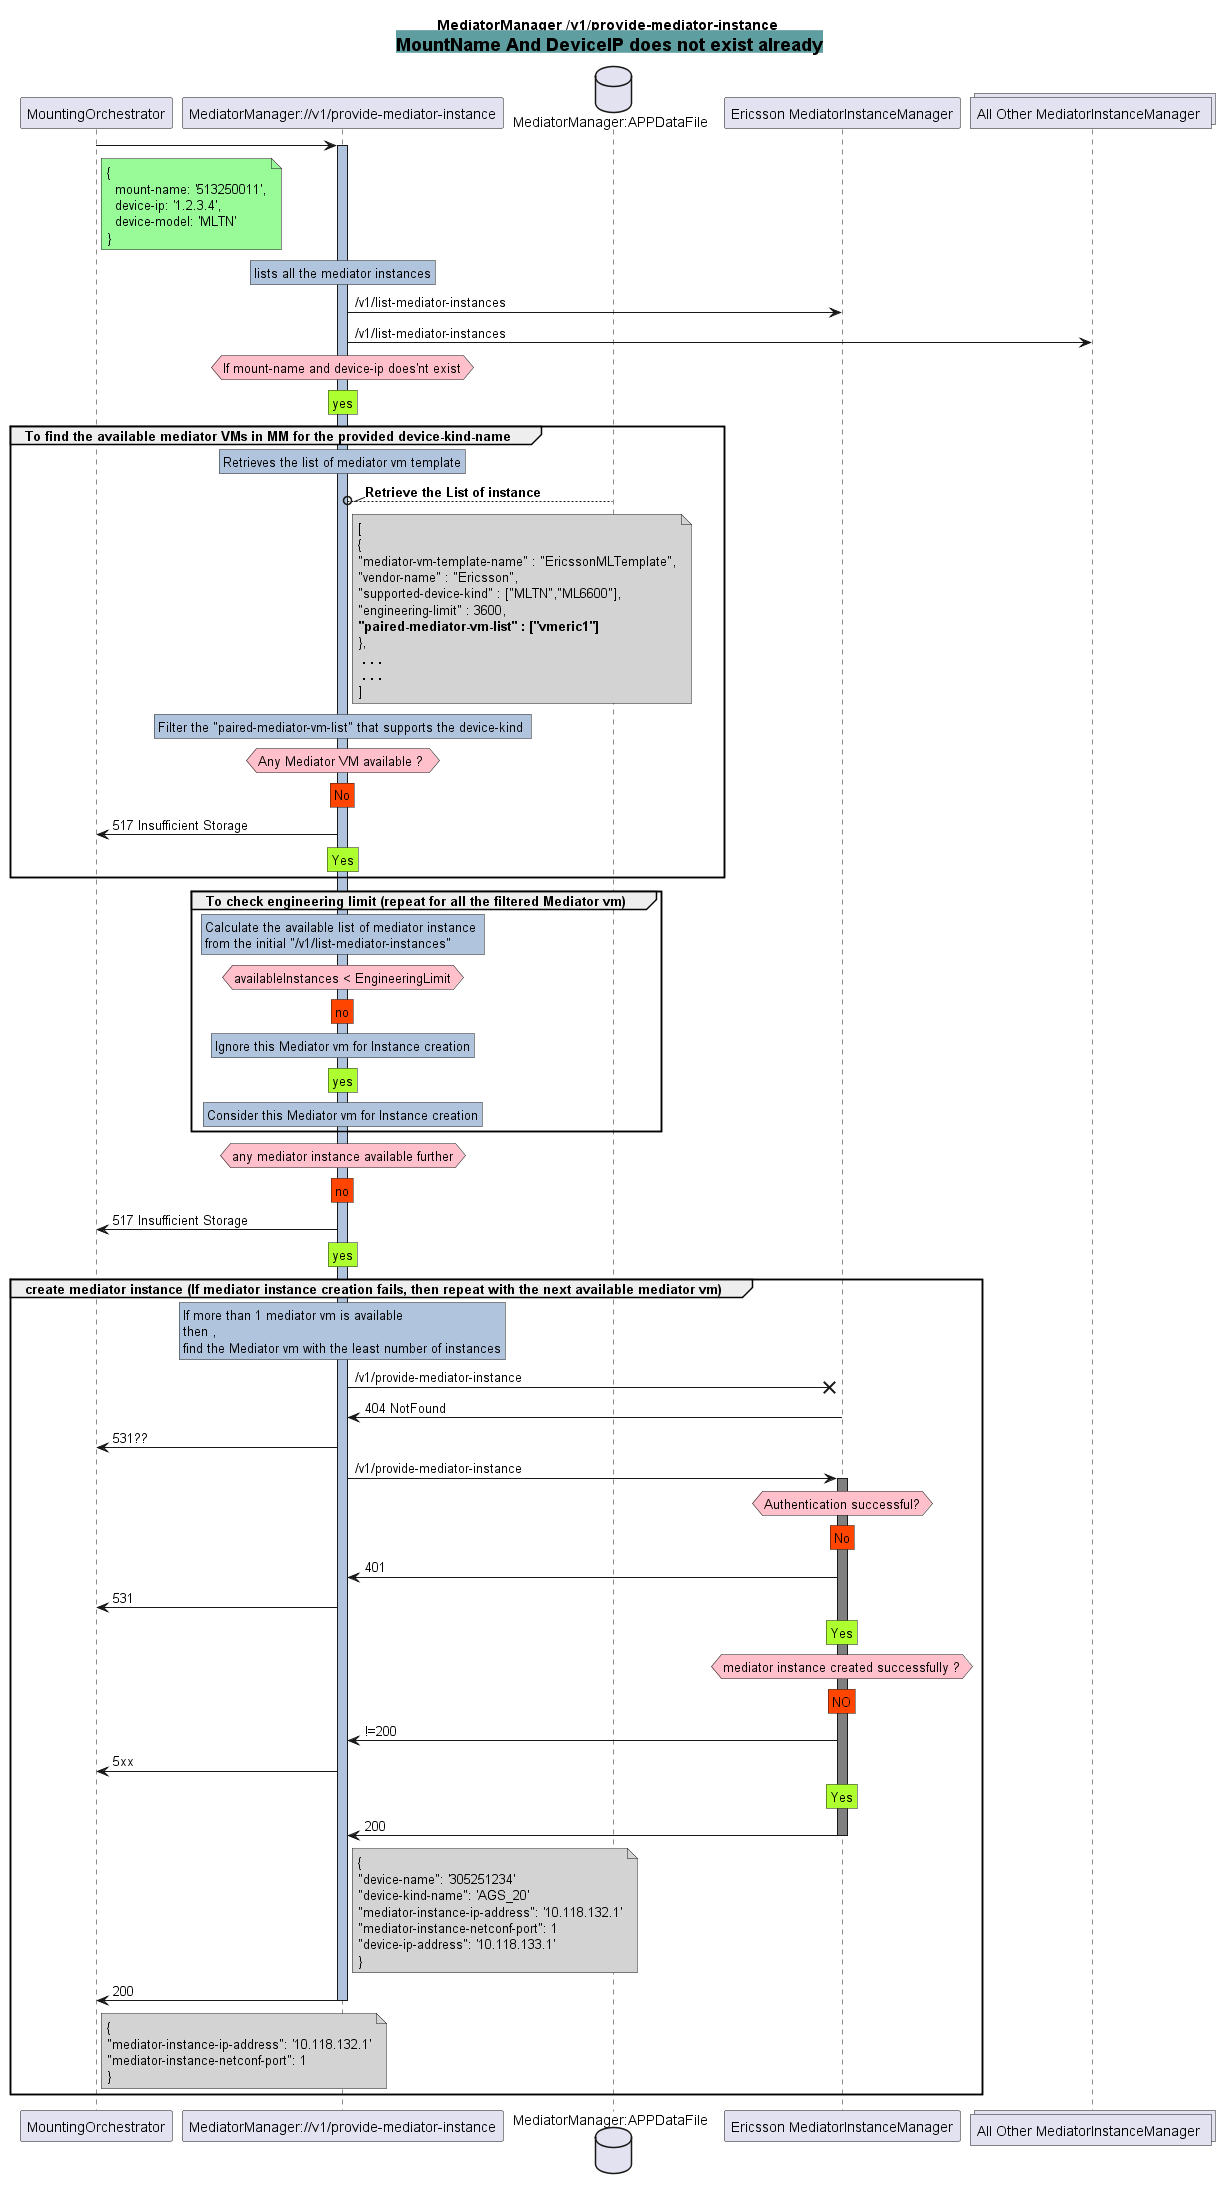 MediatorManager /v1/provide-mediator-instance
MountName And DeviceIP does not exist already
MountingOrchestrator
MediatorManager://v1/provide-mediator-instance
MediatorManager:APPDataFile
Ericsson MediatorInstanceManager
All Other MediatorInstanceManager
{
mount-name: '513250011',
device-ip: '1.2.3.4',
device-model: 'MLTN'
}
lists all the mediator instances
/v1/list-mediator-instances
/v1/list-mediator-instances
If mount-name and device-ip does'nt exist
yes
To find the available mediator VMs in MM for the provided device-kind-name
Retrieves the list of mediator vm template
Retrieve the List of instance
[
{
"mediator-vm-template-name" : "EricssonMLTemplate",
"vendor-name" : "Ericsson",
"supported-device-kind" : ["MLTN","ML6600"],
"engineering-limit" : 3600,
"paired-mediator-vm-list" : ["vmeric1"]
},
. . .
. . .
]
Filter the "paired-mediator-vm-list" that supports the device-kind
Any Mediator VM available ?
No
517 Insufficient Storage
Yes
To check engineering limit (repeat for all the filtered Mediator vm)
Calculate the available list of mediator instance
from the initial "/v1/list-mediator-instances"
availableInstances < EngineeringLimit
no
Ignore this Mediator vm for Instance creation
yes
Consider this Mediator vm for Instance creation
any mediator instance available further
no
517 Insufficient Storage
yes
create mediator instance (If mediator instance creation fails, then repeat with the next available mediator vm)
If more than 1 mediator vm is available
then ,
find the Mediator vm with the least number of instances
/v1/provide-mediator-instance
404 NotFound
531??
/v1/provide-mediator-instance
Authentication successful?
No
401
531
Yes
mediator instance created successfully ?
NO
!=200
5xx
Yes
200
{
"device-name": '305251234'
"device-kind-name": 'AGS_20'
"mediator-instance-ip-address": '10.118.132.1'
"mediator-instance-netconf-port": 1
"device-ip-address": '10.118.133.1'
}
200
{
"mediator-instance-ip-address": '10.118.132.1'
"mediator-instance-netconf-port": 1
}
MountingOrchestrator
MediatorManager://v1/provide-mediator-instance
MediatorManager:APPDataFile
Ericsson MediatorInstanceManager
All Other MediatorInstanceManager